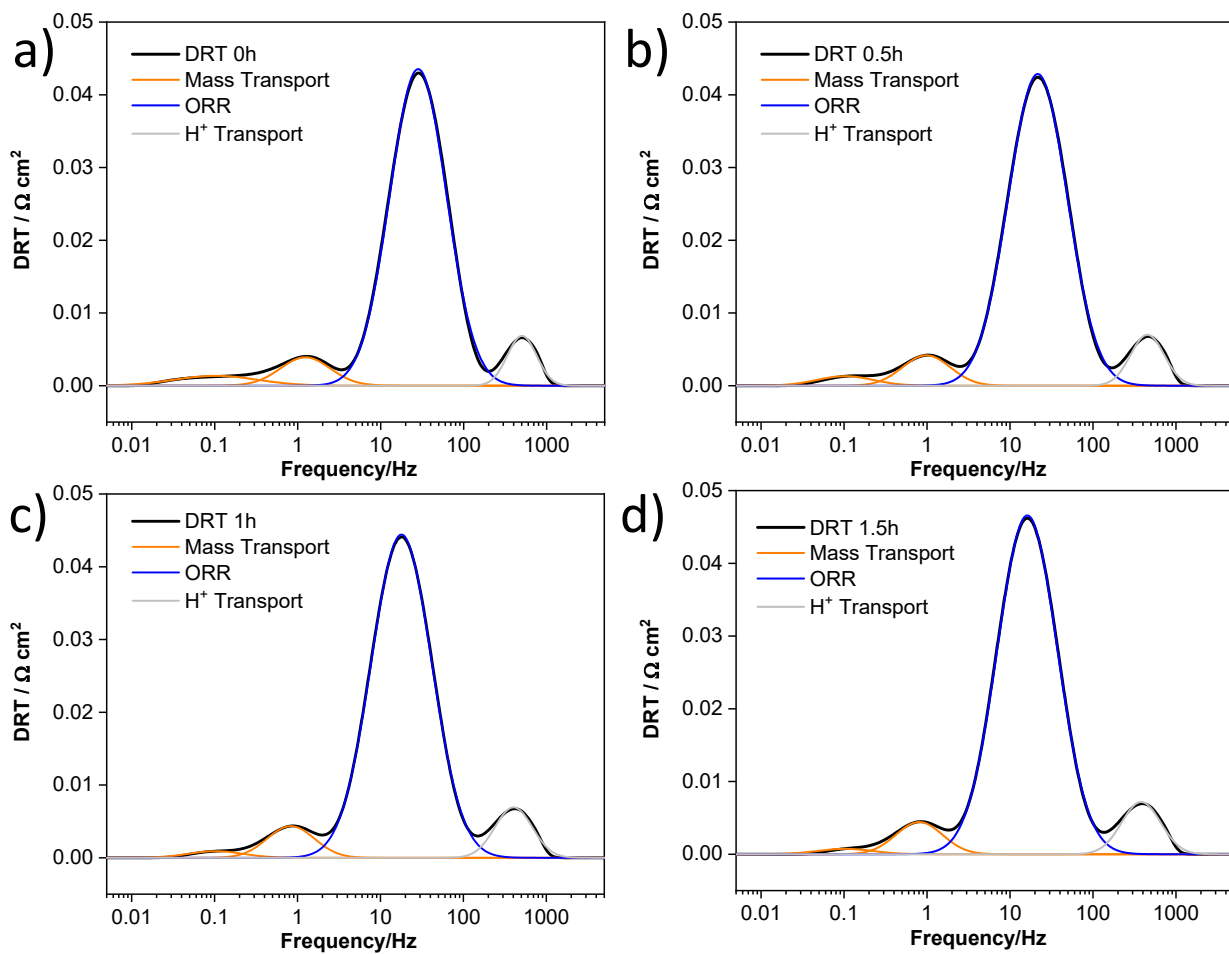 a)
DRT 0h
Mass Transport
ORR
H⁺ Transport
0.05
0.04
0.03
0.02
0.01
0.00
DRT / Ω cm²
0.01
0.1
1
10
100
1000
Frequency/Hz
b)
DRT 0.5h
Mass Transport
ORR
H⁺ Transport
0.05
0.04
0.03
0.02
0.01
0.00
DRT / Ω cm²
0.01
0.1
1
10
100
1000
Frequency/Hz
c)
DRT 1h
Mass Transport
ORR
H⁺ Transport
0.05
0.04
0.03
0.02
0.01
0.00
DRT / Ω cm²
0.01
0.1
1
10
100
1000
Frequency/Hz
d)
DRT 1.5h
Mass Transport
ORR
H⁺ Transport
0.05
0.04
0.03
0.02
0.01
0.00
DRT / Ω cm²
0.01
0.1
1
10
100
1000
Frequency/Hz